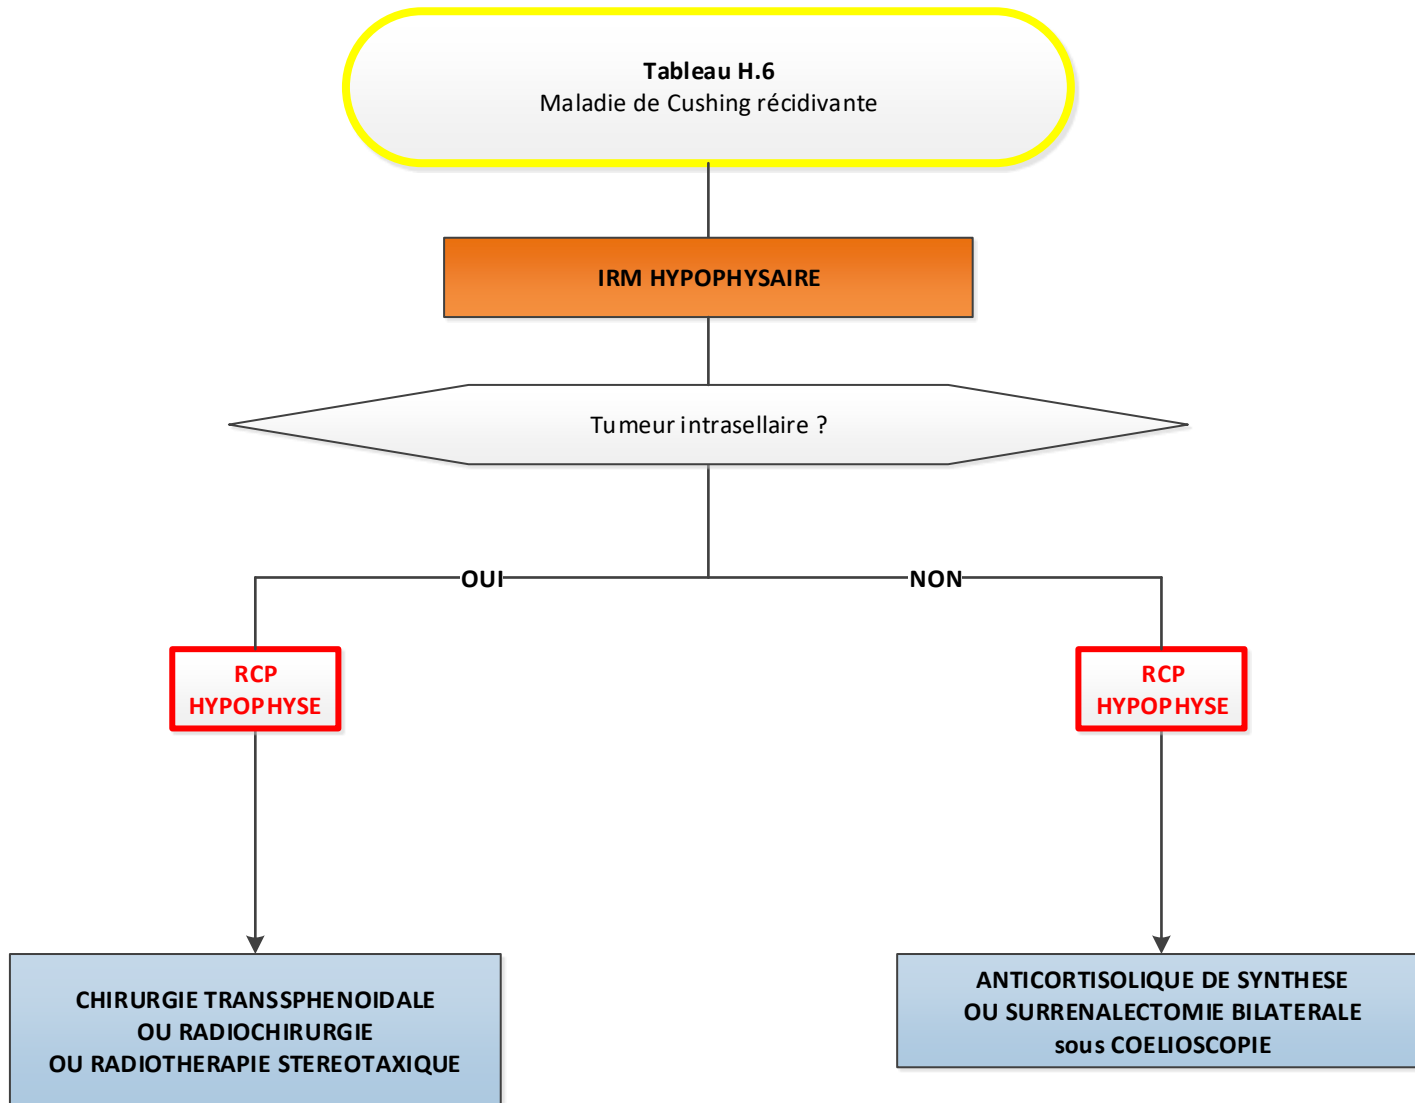 Tableau H.6
Maladie de Cushing récidivante
IRM HYPOPHYSAIRE
Tumeur intrasellaire ?
OUI
NON
RCP
HYPOPHYSE
RCP
HYPOPHYSE
CHIRURGIE TRANSSPHENOIDALE
OU RADIOCHIRURGIE
OU RADIOTHERAPIE STEREOTAXIQUE
ANTICORTISOLIQUE DE SYNTHESE
OU SURRENALECTOMIE BILATERALE
sous COELIOSCOPIE